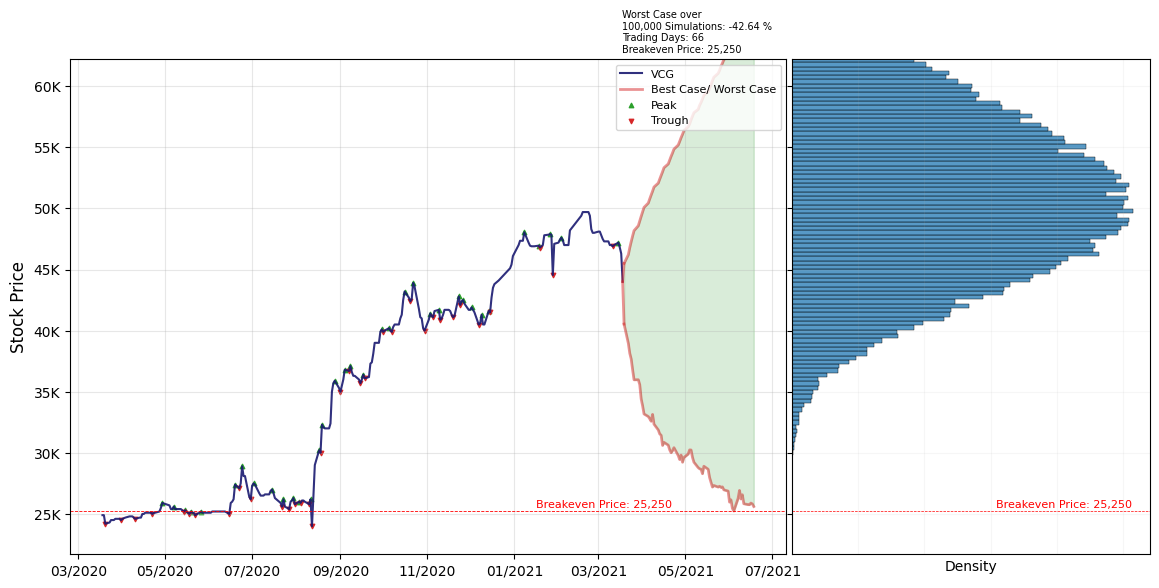 Worst Case over
100,000 Simulations: -42.64 %
Trading Days: 66
Breakeven Price: 25,250
VCG
Best Case/ Worst Case
Peak
Trough
Stock Price
60K
55K
50K
45K
40K
35K
30K
25K
Breakeven Price: 25,250
Breakeven Price: 25,250
03/2020
05/2020
07/2020
09/2020
11/2020
01/2021
03/2021
05/2021
07/2021
Density